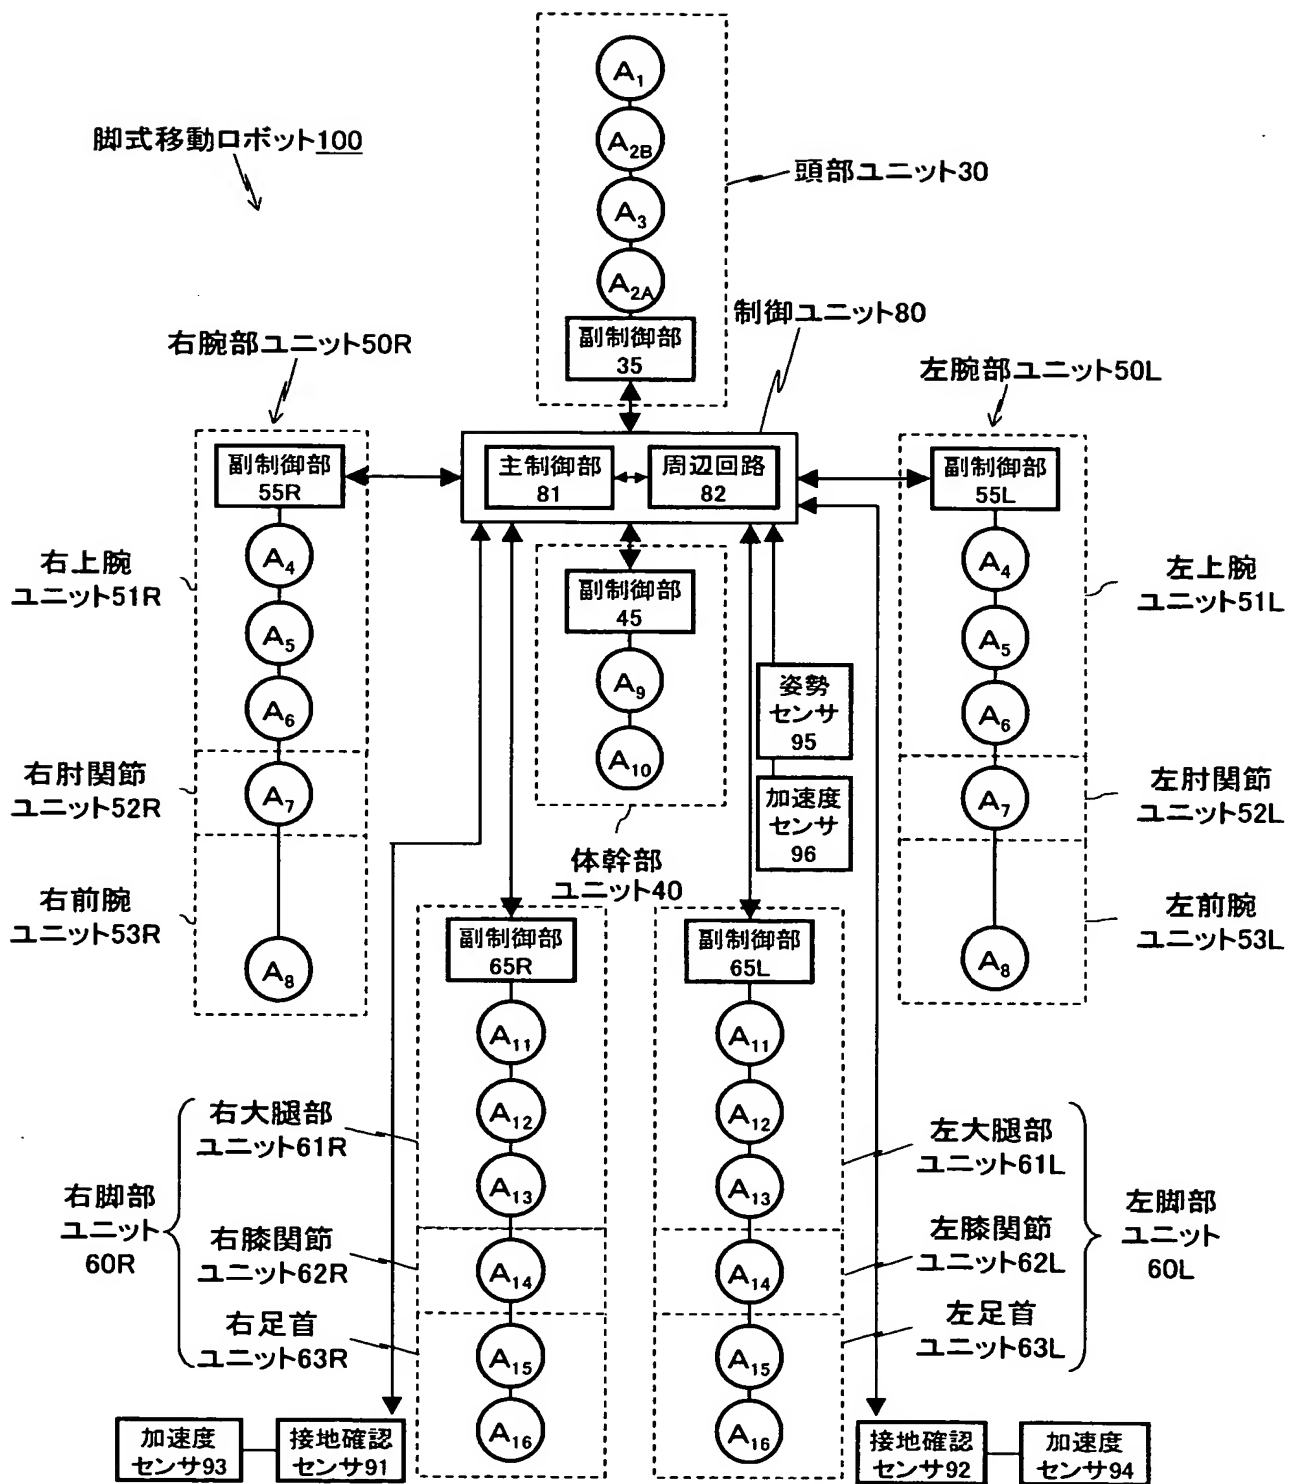 A1
A2B
A3
A2A
副制御部
35
脚式移動ロボット100
頭部ユニット30
制御ユニット80
右腕部ユニット50R
左腕部ユニット50L
主制御部
81
周辺回路
82
副制御部
55R
A4
A5
A6
A7
A8
右上腕
ユニット51R
右肘関節
ユニット52R
右前腕
ユニット53R
副制御部
45
A9
A10
体幹部
ユニット40
姿勢
センサ
95
加速度
センサ
96
副制御部
55L
A4
A5
A6
A7
A8
左上腕
ユニット51L
左肘関節
ユニット52L
左前腕
ユニット53L
副制御部
65R
A11
A12
A13
A14
A15
A16
右大腿部
ユニット61R
右膝関節
ユニット62R
右足首
ユニット63R
右脚部
ユニット
60R
副制御部
65L
A11
A12
A13
A14
A15
A16
左大腿部
ユニット61L
左膝関節
ユニット62L
左足首
ユニット63L
左脚部
ユニット
60L
加速度
センサ93
接地確認
センサ91
接地確認
センサ92
加速度
センサ94